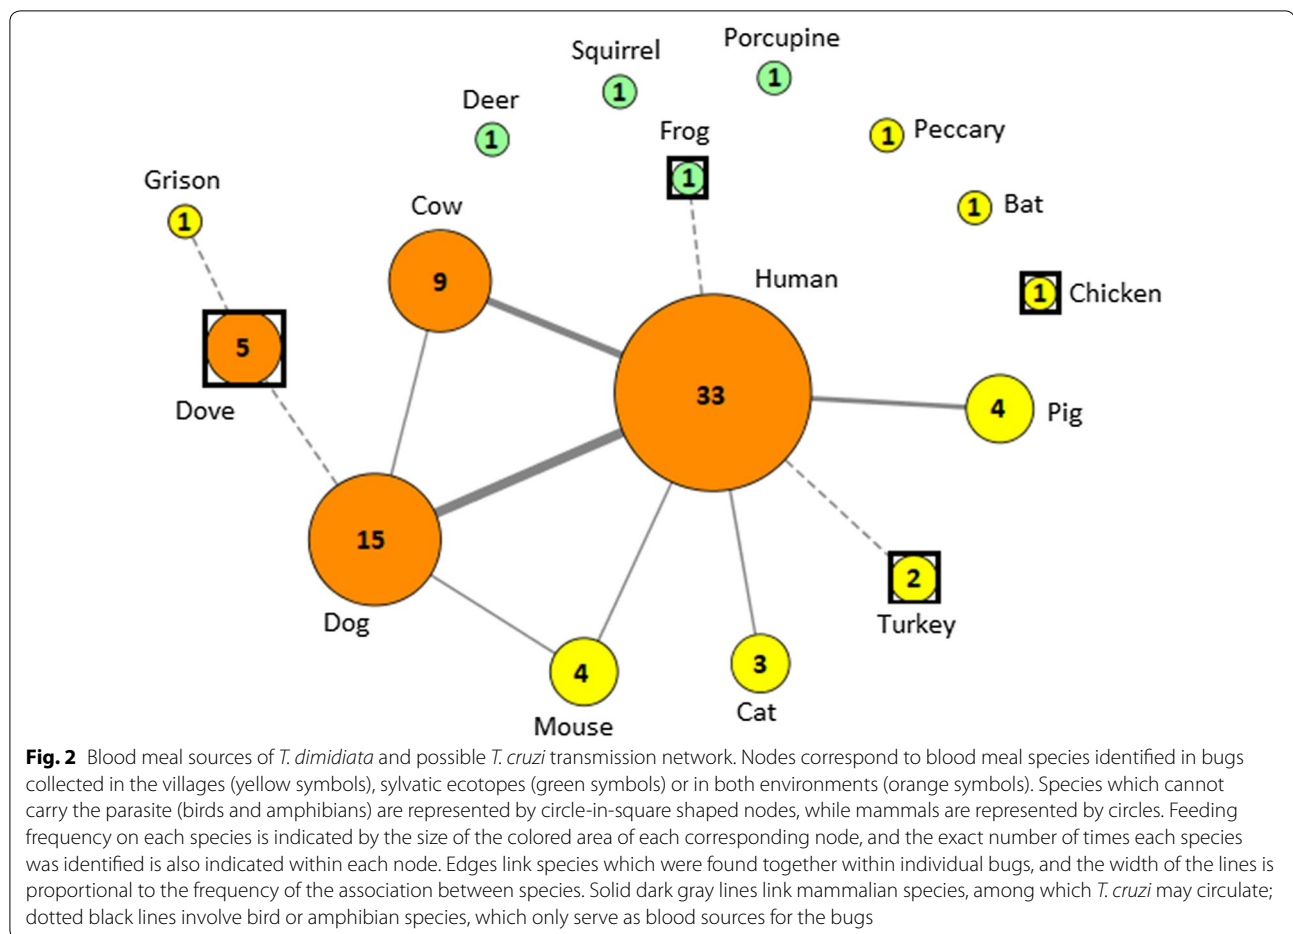 Porcupine
1
Squirrel
1
Deer
1
Frog
1
Peccary
1
Grison
1
Cow
9
Bat
1
Human
33
Chicken
1
5
Dove
4
Pig
15
Dog
2
Turkey
4
Mouse
3
Cat
Fig. 2 Blood meal sources of T. dimidiata and possible T. cruzi transmission network. Nodes correspond to blood meal species identified in bugs
collected in the villages (yellow symbols), sylvatic ecotopes (green symbols) or in both environments (orange symbols). Species which cannot
carry the parasite (birds and amphibians) are represented by circle-in-square shaped nodes, while mammals are represented by circles. Feeding
frequency on each species is indicated by the size of the colored area of each corresponding node, and the exact number of times each species
was identified is also indicated within each node. Edges link species which were found together within individual bugs, and the width of the lines is
proportional to the frequency of the association between species. Solid dark gray lines link mammalian species, among which T. cruzi may circulate;
dotted black lines involve bird or amphibian species, which only serve as blood sources for the bugs